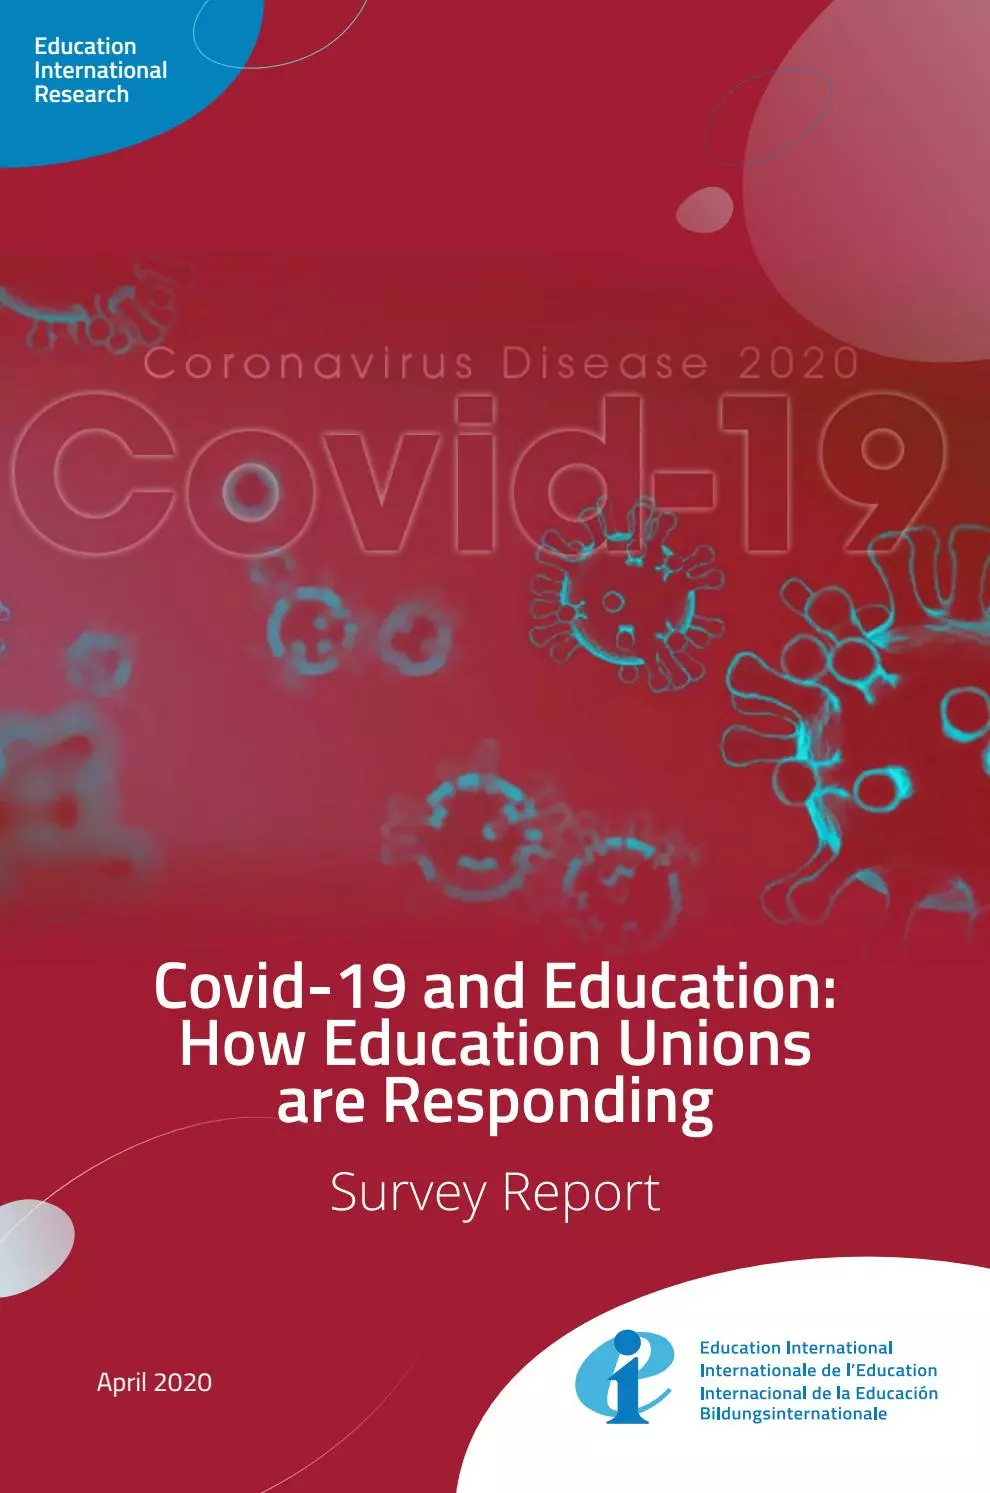 Education
International
Research
Coronavirus Disease 2020
Covid-19
Covid-19 and Education:
How Education Unions
are Responding
Survey Report
April 2020
Education International
Internationale de l'Education
Internacional de la Educación
Bildungsinternationale